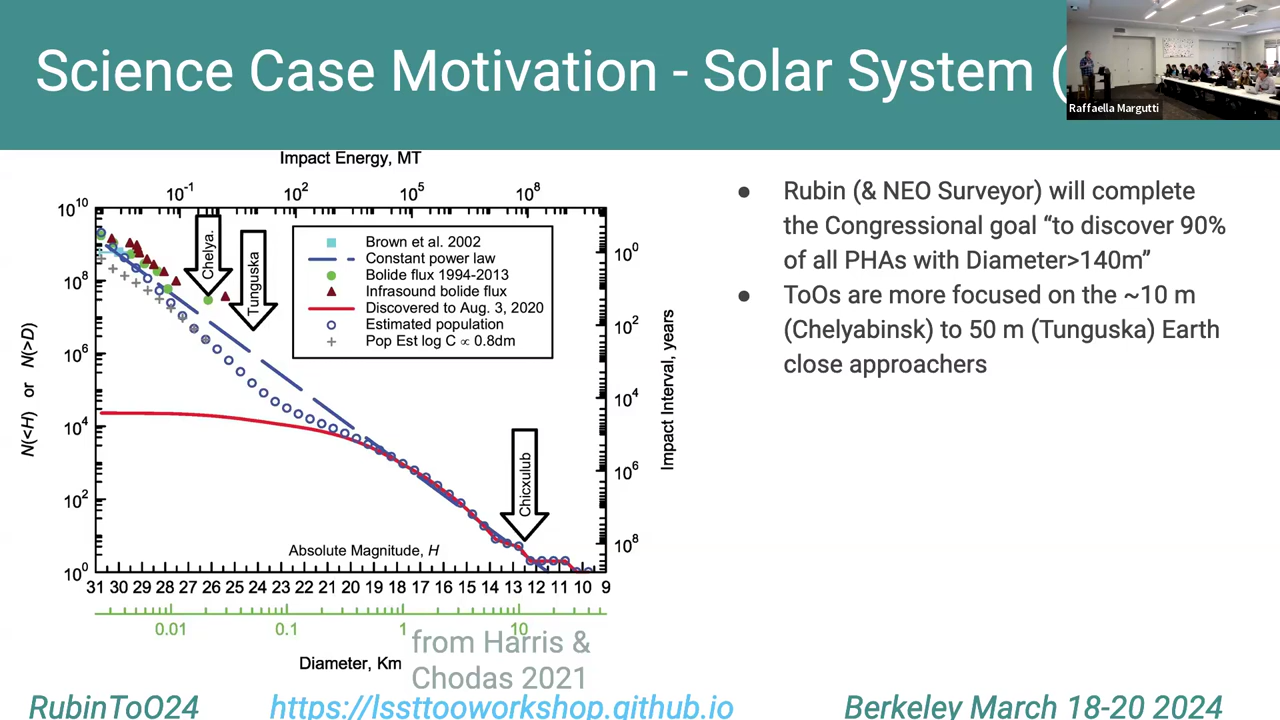 Science Case Motivation - Solar System (
Raffaella Margutti
Impact Energy, MT
10-1 102 105 108
1010
108
106
104
102
100
N(<H) or N(>D)
Chelya.
Tunguska
Chicxulub
Brown et al. 2002
Constant power law
Bolide flux 1994-2013
Infrasound bolide flux
Discovered to Aug. 3, 2020
Estimated population
Pop Est log C ∝ 0.8dm
100
102
104
106
108
Impact Interval, years
Absolute Magnitude, H
31 30 29 28 27 26 25 24 23 22 21 20 19 18 17 16 15 14 13 12 11 10 9
0.01 0.1 1 10
Diameter, Km
from Harris &
Chodas 2021
● Rubin (& NEO Surveyor) will complete
the Congressional goal “to discover 90%
of all PHAs with Diameter>140m”
● ToOs are more focused on the ~10 m
(Chelyabinsk) to 50 m (Tunguska) Earth
close approachers
RubinToO24 https://lssttooworkshop.github.io Berkeley March 18-20 2024